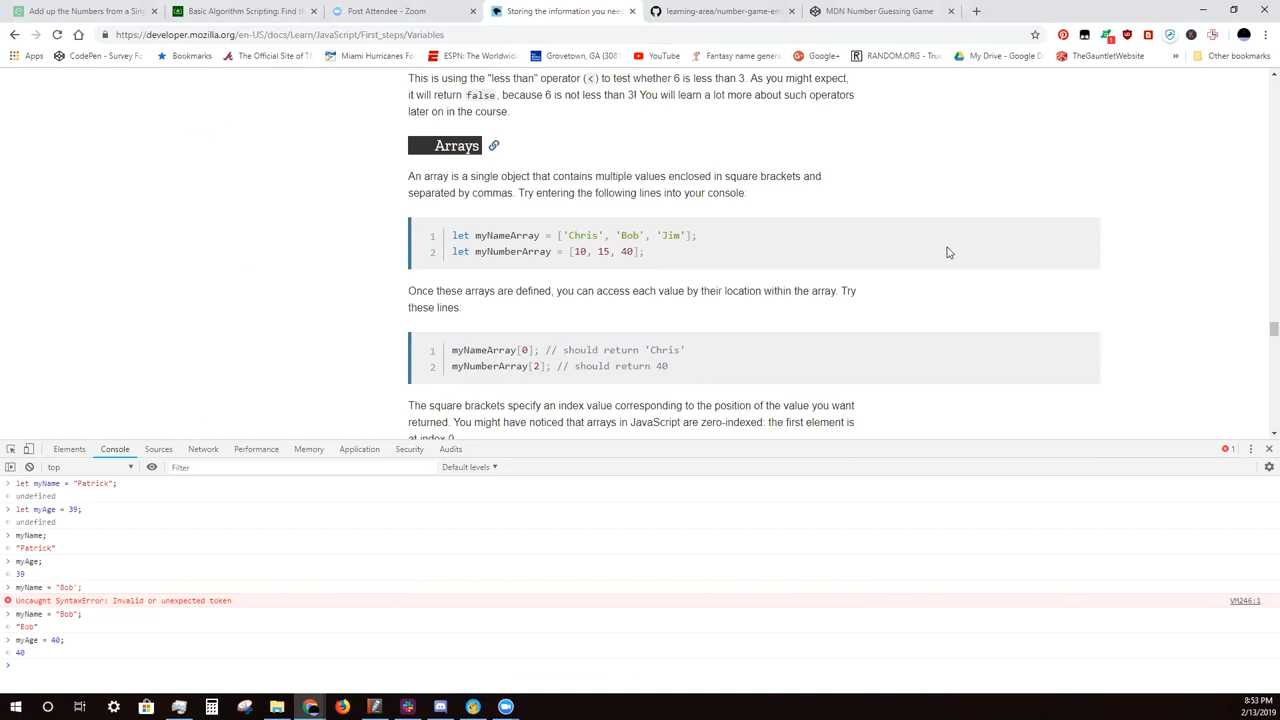 Add up the Numbers from a Sin
Basic Algorithm Scripting: Find th
Post Attendee - Zoom
Storing the information you nee
learning-area/number-game-err
MDN Number Guessing Game
https://developer.mozilla.org/en-US/docs/Learn/JavaScript/First_steps/Variables
Apps
CodePen - Survey Fo
Bookmarks
The Official Site of Th
Miami Hurricanes Foot
ESPN: The Worldwide
Grovetown, GA (30813)
YouTube
Fantasy name genera
Google+
RANDOM.ORG - True
My Drive - Google Dr
TheGauntletWebsite
»
Other bookmarks
This is using the "less than" operator (<) to test whether 6 is less than 3. As you might expect,
it will return false, because 6 is not less than 3! You will learn a lot more about such operators
later on in the course.
Arrays
An array is a single object that contains multiple values enclosed in square brackets and
separated by commas. Try entering the following lines into your console:
1 let myNameArray = ['Chris', 'Bob', 'Jim'];
2 let myNumberArray = [10, 15, 40];
Once these arrays are defined, you can access each value by their location within the array. Try
these lines:
1 myNameArray[0]; // should return 'Chris'
2 myNumberArray[2]; // should return 40
The square brackets specify an index value corresponding to the position of the value you want
returned. You might have noticed that arrays in JavaScript are zero-indexed: the first element is
at index 0.
Elements Console Sources Network Performance Memory Application Security Audits 1
top Filter Default levels
> let myName = "Patrick";
undefined
> let myAge = 39;
undefined
> myName;
"Patrick"
> myAge;
39
> myName = "Bob';
Uncaught SyntaxError: Invalid or unexpected token VM246:1
> myName = "Bob";
"Bob"
> myAge = 40;
40
>
8:53 PM
2/13/2019